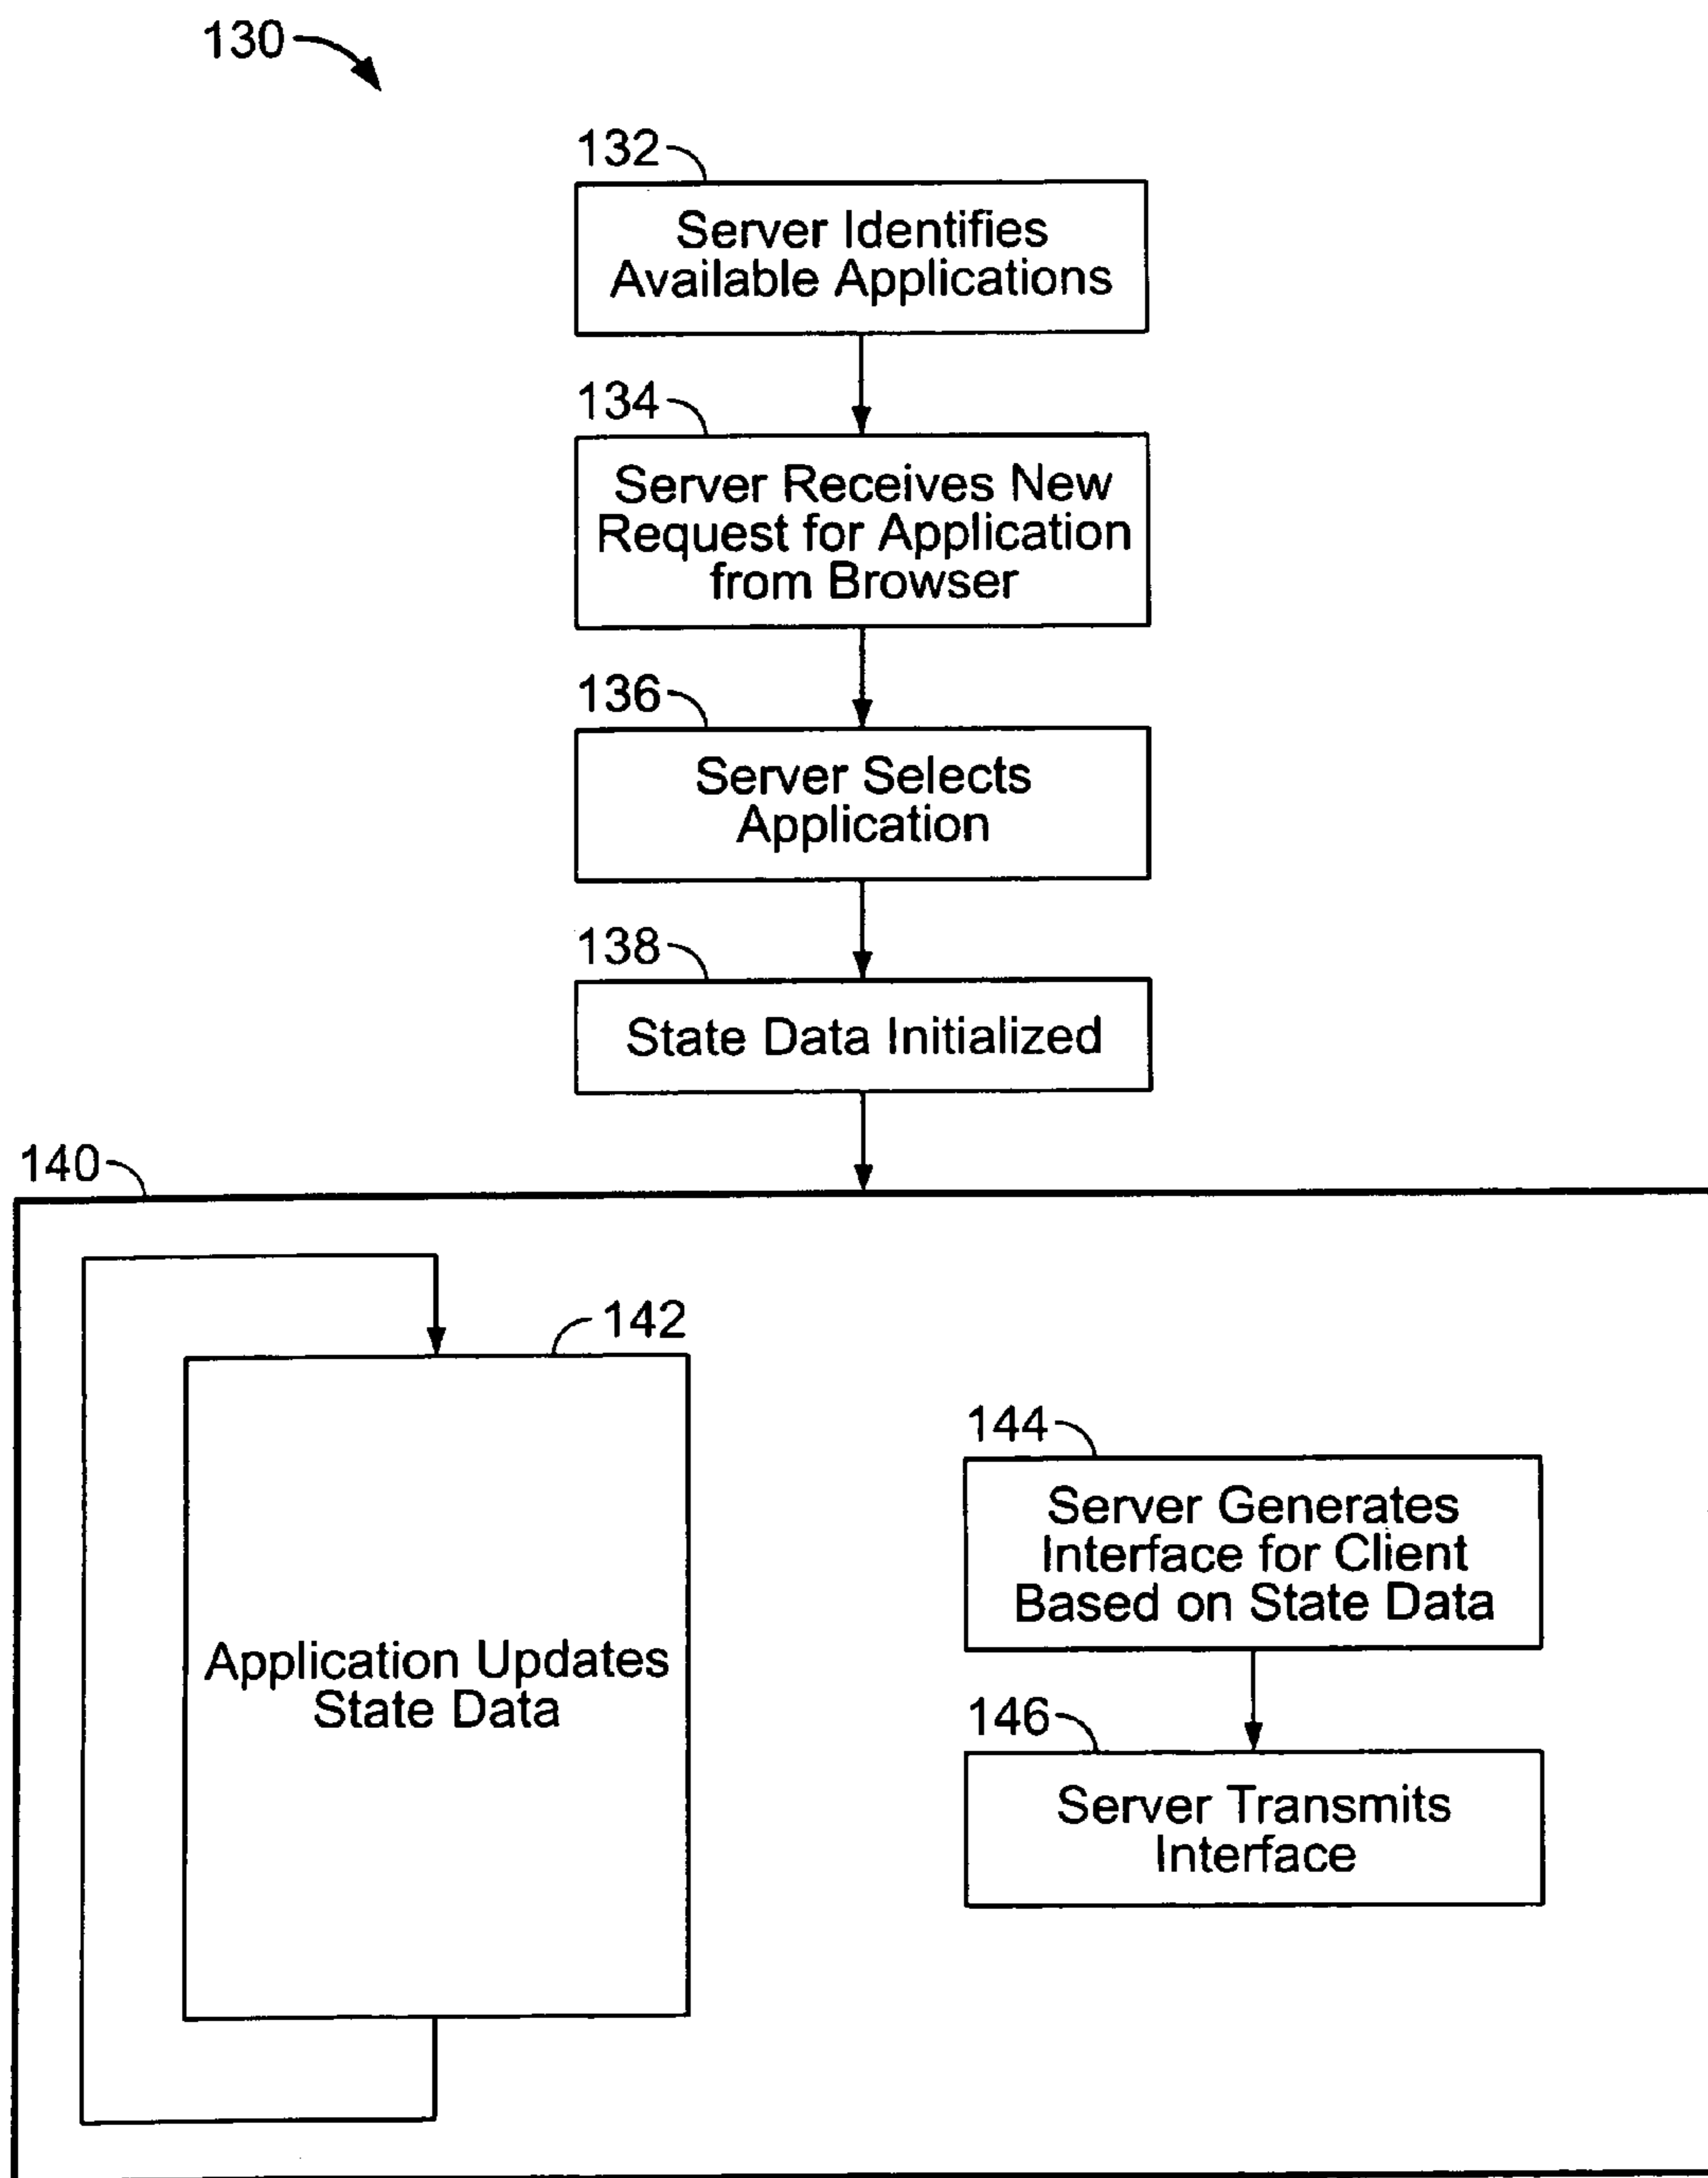 130
132
Server Identifies
Available Applications
134
Server Receives New
Request for Application
from Browser
136
Server Selects
Application
138
State Data Initialized
140
142
Application Updates
State Data
144
Server Generates
Interface for Client
Based on State Data
146
Server Transmits
Interface